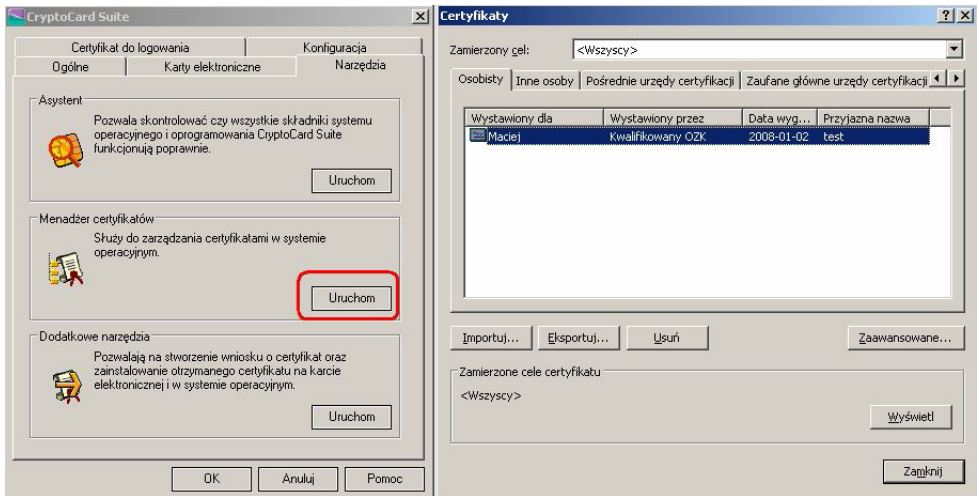 CryptoCard Suite
Certyfikat do logowania
Konfiguracja
Ogólne
Karty elektroniczne
Narzędzia
Asystent
Pozwala skontrolować czy wszystkie składniki systemu
operacyjnego i oprogramowania CryptoCard Suite
funkcjonują poprawnie.
Uruchom
Menadżer certyfikatów
Służy do zarządzania certyfikatami w systemie
operacyjnym.
Uruchom
Dodatkowe narzędzia
Pozwalają na stworzenie wniosku o certyfikat oraz
zainstalowanie otrzymanego certyfikatu na karcie
elektronicznej i w systemie operacyjnym.
Uruchom
OK
Anuluj
Pomoc
Certyfikaty
Zamierzony cel:
<Wszyscy>
Osobisty
Inne osoby
Pośrednie urzędy certyfikacji
Zaufane główne urzędy certyfikacji
Wystawiony dla
Wystawiony przez
Data wyg...
Przyjazna nazwa
Maciej
Kwalifikowany OZK
2008-01-02
test
Importuj...
Eksportuj...
Usuń
Zaawansowane...
Zamierzone cele certyfikatu
<Wszyscy>
Wyświetl
Zamknij